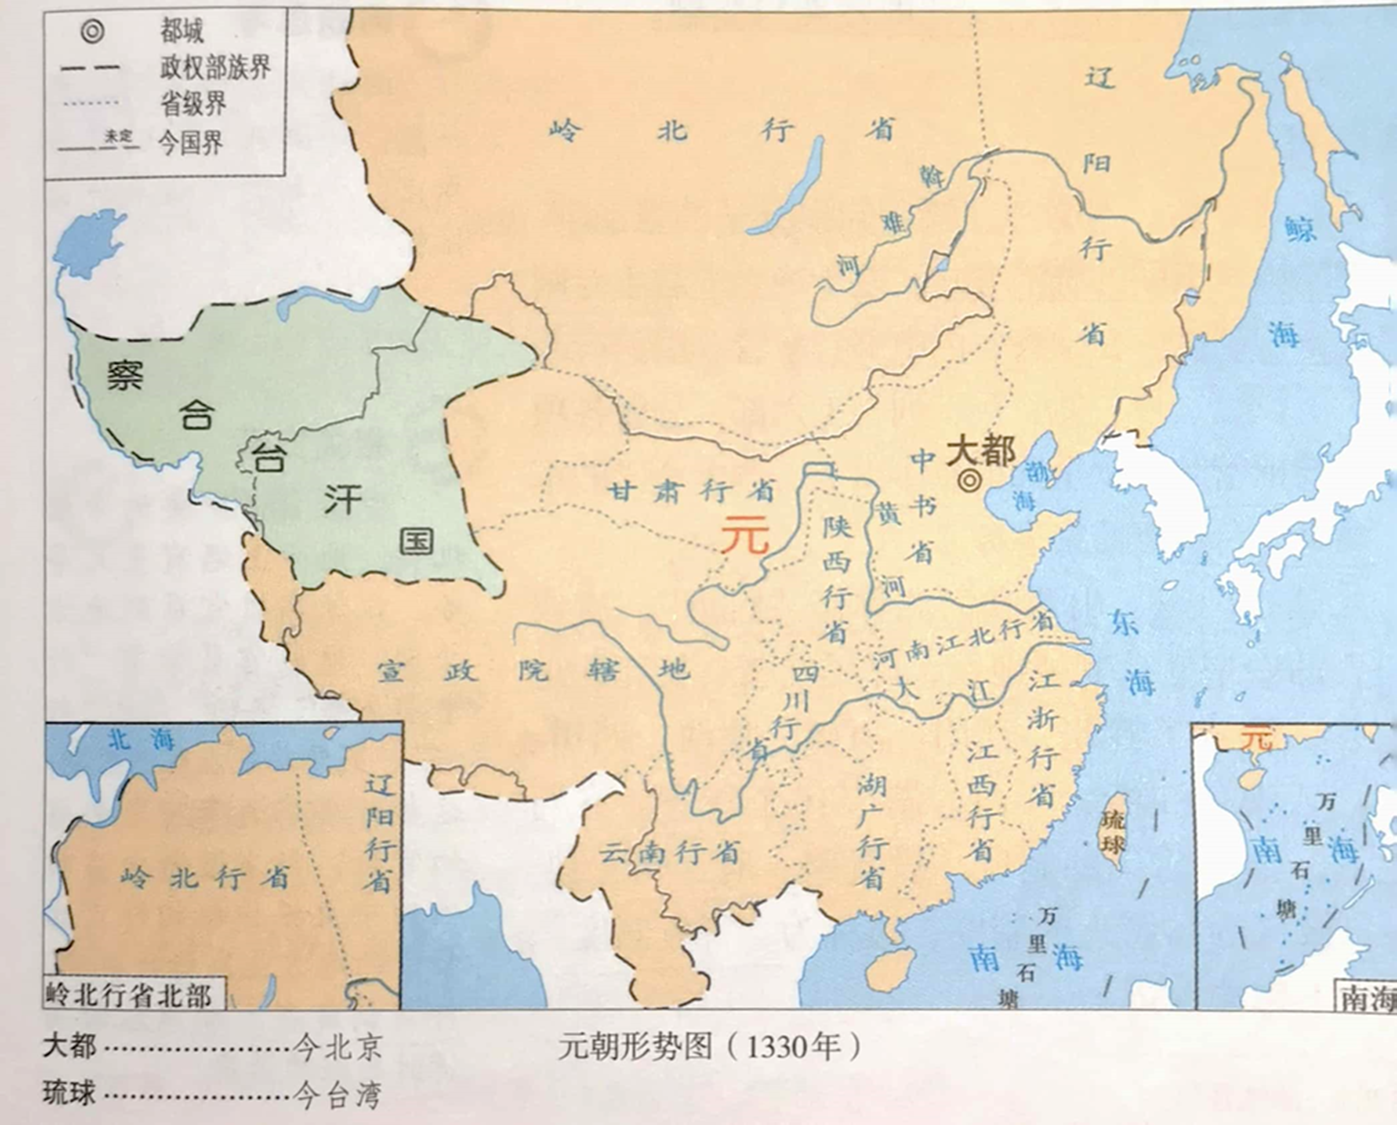 都城
政权部族界
省级界
未定
今国界
岭北行省
辽阳行省
斡难河
鲸海
察合台汗国
大都
渤海
中书省
甘肃行省
元
陕西行省
黄河
河南江北行省
东海
宣政院辖地
四川行省
大江
江浙行省
江西行省
湖广行省
云南行省
琉球
南海
万里石塘
北海
辽阳行省
岭北行省
岭北行省北部
元
万里石塘
南海
南海
大都……………………今北京
元朝形势图（1330年）
琉球……………………今台湾